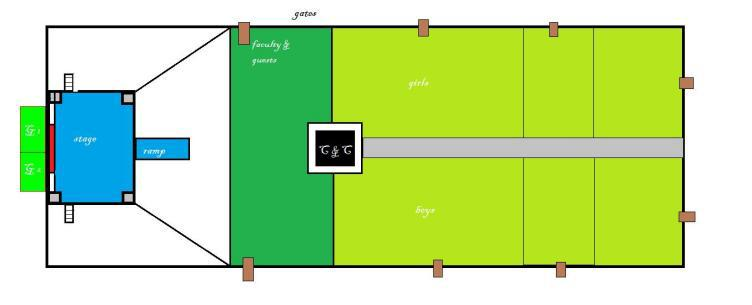 gates
faculty &
guests
girls
stage
ramp
C & C
boys